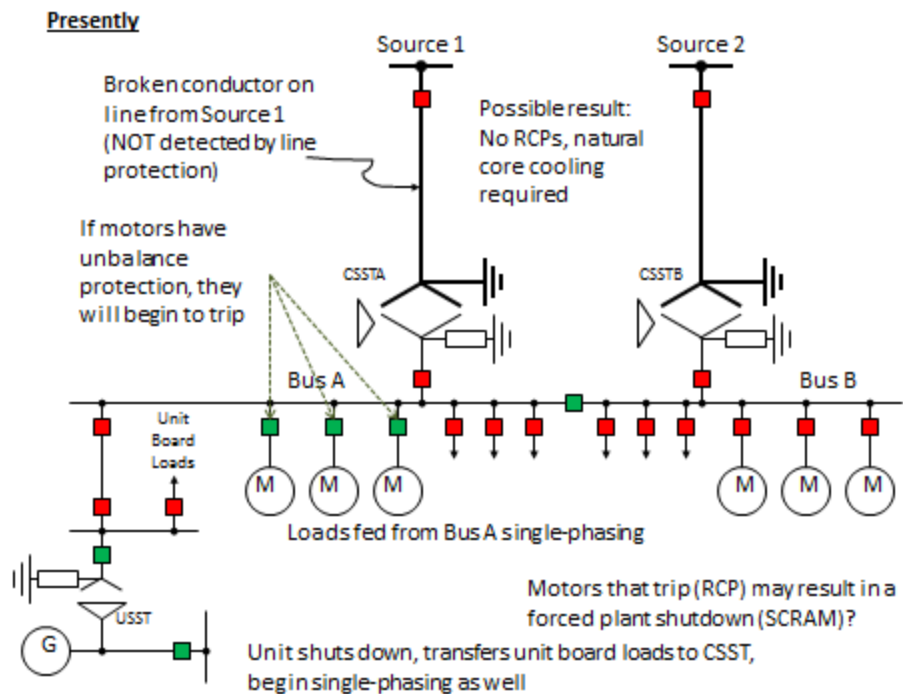 Presently
Source 1
Source 2
Broken conductor on
line from Source 1
(NOT detected by line
protection)
Possible result:
No RCPs, natural
core cooling
required
If motors have
unbalance
protection, they
will begin to trip
CSSTA
CSSTB
Bus A
Bus B
Unit
Board
Loads
M
M
M
M
M
M
Loads fed from Bus A single-phasing
Motors that trip (RCP) may result in a
forced plant shutdown (SCRAM)?
USST
G
Unit shuts down, transfers unit board loads to CSST,
begin single-phasing as well